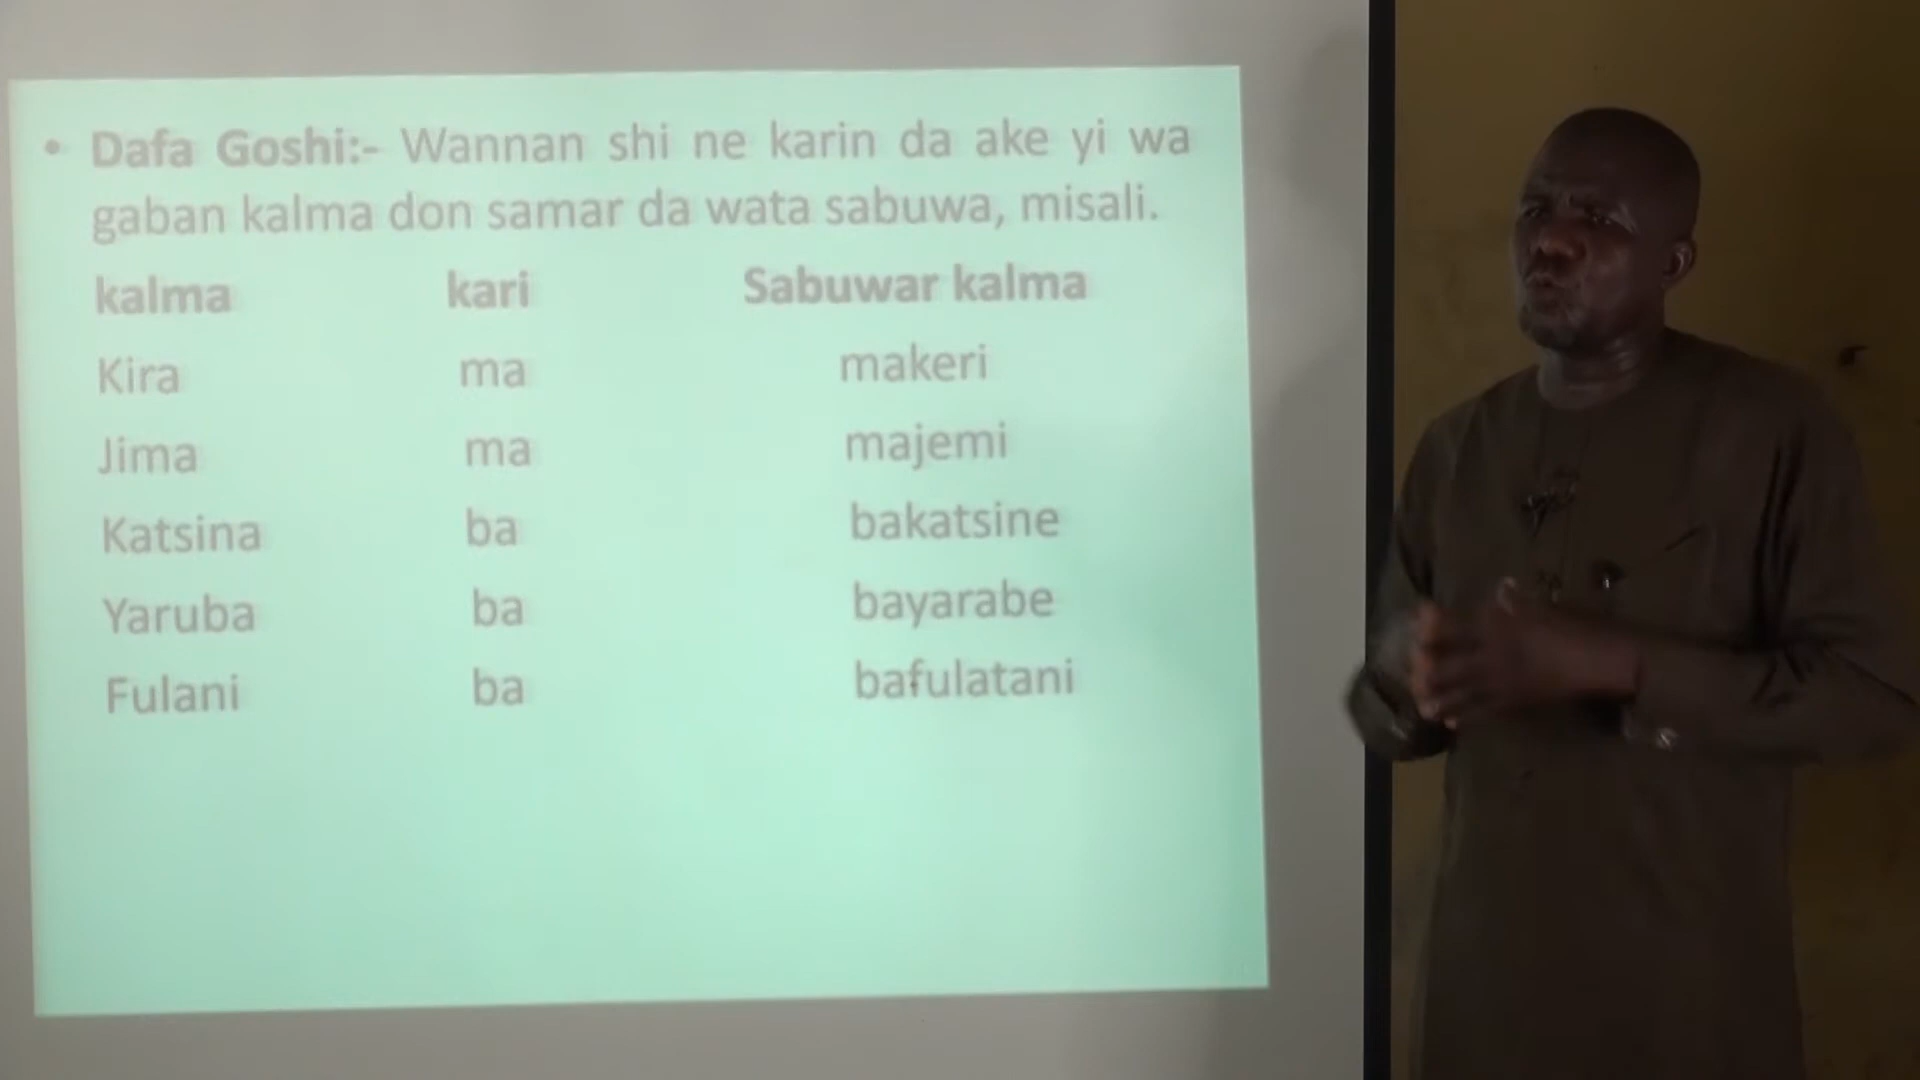 • Dafa Goshi:- Wannan shi ne karin da ake yi wa
gaban kalma don samar da wata sabuwa, misali.
kalma kari Sabuwar kalma
Kira ma makeri
Jima ma majemi
Katsina ba bakatsine
Yaruba ba bayarabe
Fulani ba bafulatani